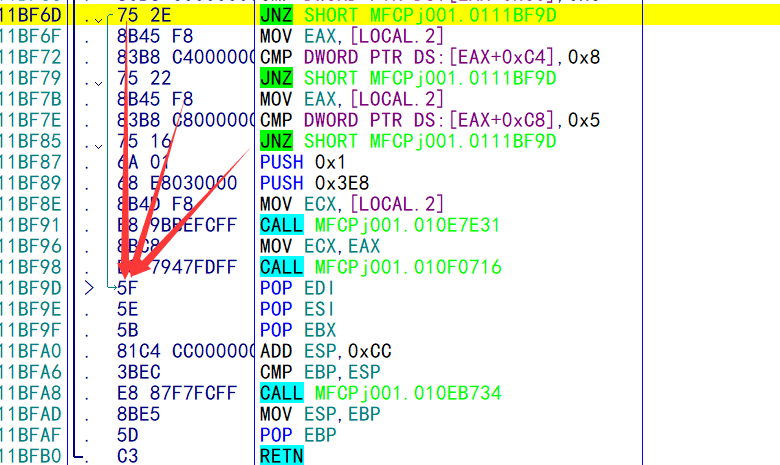 11BF6D . 75 2E JNZ SHORT MFCPj001.0111BF9D
11BF6F . 8B45 F8 MOV EAX,[LOCAL.2]
11BF72 . 83B8 C4000000 CMP DWORD PTR DS:[EAX+0xC4],0x8
11BF79 . 75 22 JNZ SHORT MFCPj001.0111BF9D
11BF7B . 8B45 F8 MOV EAX,[LOCAL.2]
11BF7E . 83B8 C8000000 CMP DWORD PTR DS:[EAX+0xC8],0x5
11BF85 . 75 16 JNZ SHORT MFCPj001.0111BF9D
11BF87 . 6A 01 PUSH 0x1
11BF89 . 68 E8030000 PUSH 0x3E8
11BF8E . 8B4D F8 MOV ECX,[LOCAL.2]
11BF91 . E8 9BBEFCFF CALL MFCPj001.010E7E31
11BF96 . 8BC8 MOV ECX,EAX
11BF98 . 7947FDFF CALL MFCPj001.010F0716
11BF9D > 5F POP EDI
11BF9E . 5E POP ESI
11BF9F . 5B POP EBX
11BFA0 . 81C4 CC000000 ADD ESP,0xCC
11BFA6 . 3BEC CMP EBP,ESP
11BFA8 . E8 87F7FCFF CALL MFCPj001.010EB734
11BFAD . 8BE5 MOV ESP,EBP
11BFAF . 5D POP EBP
11BFB0 . C3 RETN